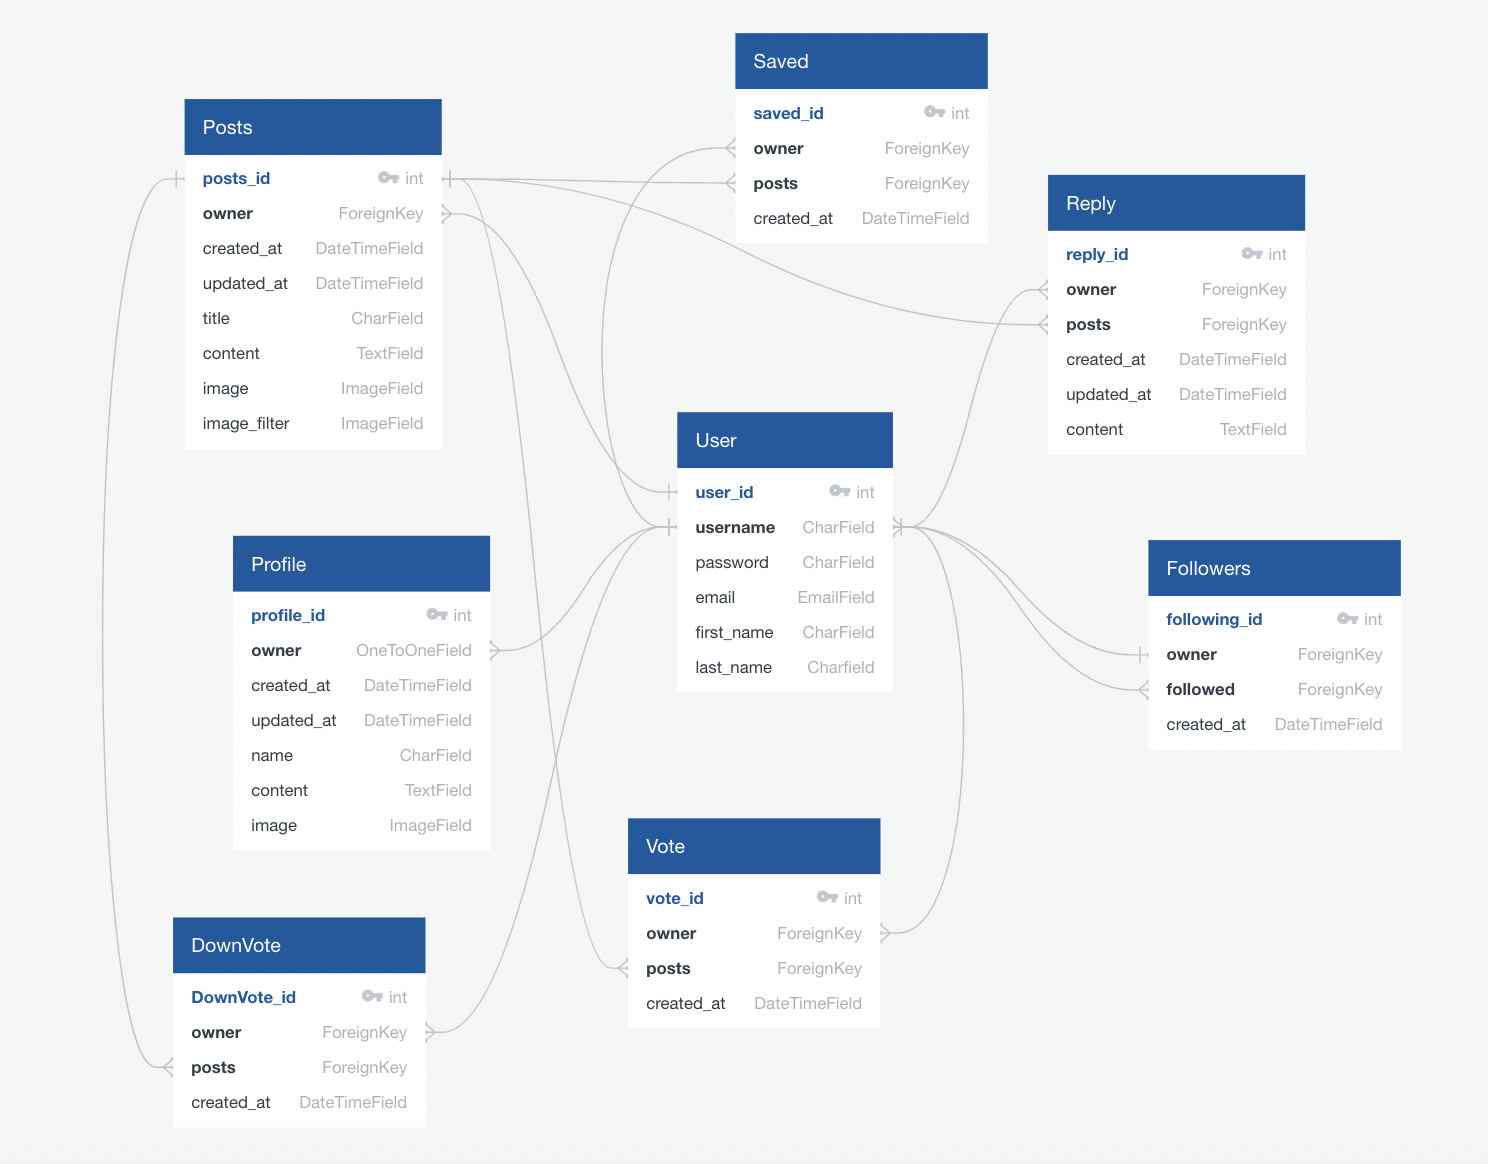 Saved
saved_id int
owner ForeignKey
posts ForeignKey
created_at DateTimeField
Posts
posts_id int
owner ForeignKey
created_at DateTimeField
updated_at DateTimeField
title CharField
content TextField
image ImageField
image_filter ImageField
Reply
reply_id int
owner ForeignKey
posts ForeignKey
created_at DateTimeField
updated_at DateTimeField
content TextField
User
user_id int
username CharField
password CharField
email EmailField
first_name CharField
last_name Charfield
Profile
profile_id int
owner OneToOneField
created_at DateTimeField
updated_at DateTimeField
name CharField
content TextField
image ImageField
Followers
following_id int
owner ForeignKey
followed ForeignKey
created_at DateTimeField
Vote
vote_id int
owner ForeignKey
posts ForeignKey
created_at DateTimeField
DownVote
DownVote_id int
owner ForeignKey
posts ForeignKey
created_at DateTimeField